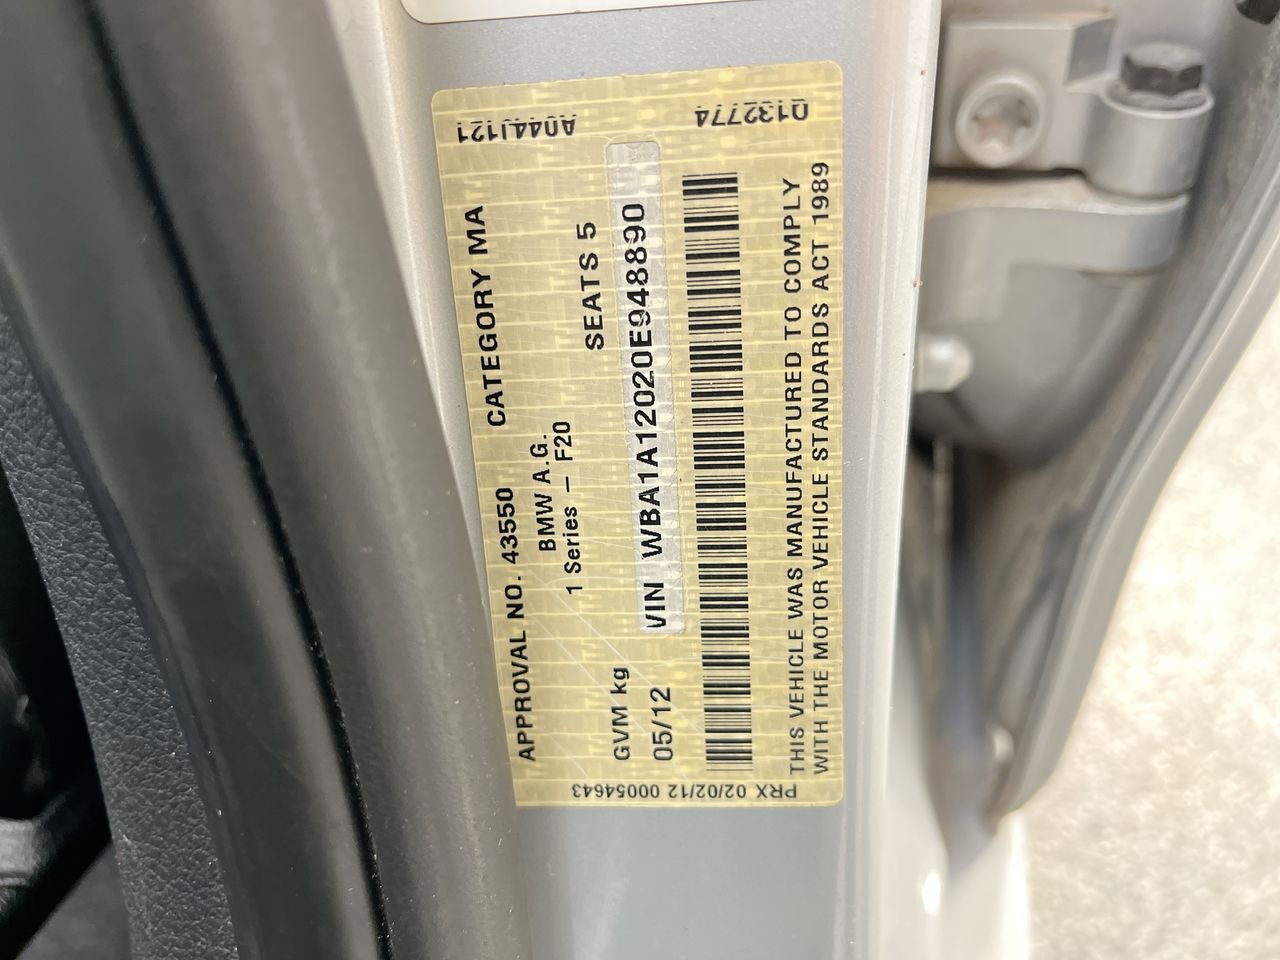 A044J121
0132774
APPROVAL NO. 43550 CATEGORY MA
BMW A.G.
1 Series – F20
GVM kg SEATS 5
05/12 VIN WBA1A12020E948890
THIS VEHICLE WAS MANUFACTURED TO COMPLY
WITH THE MOTOR VEHICLE STANDARDS ACT 1989
PRX 02/02/12 00054643